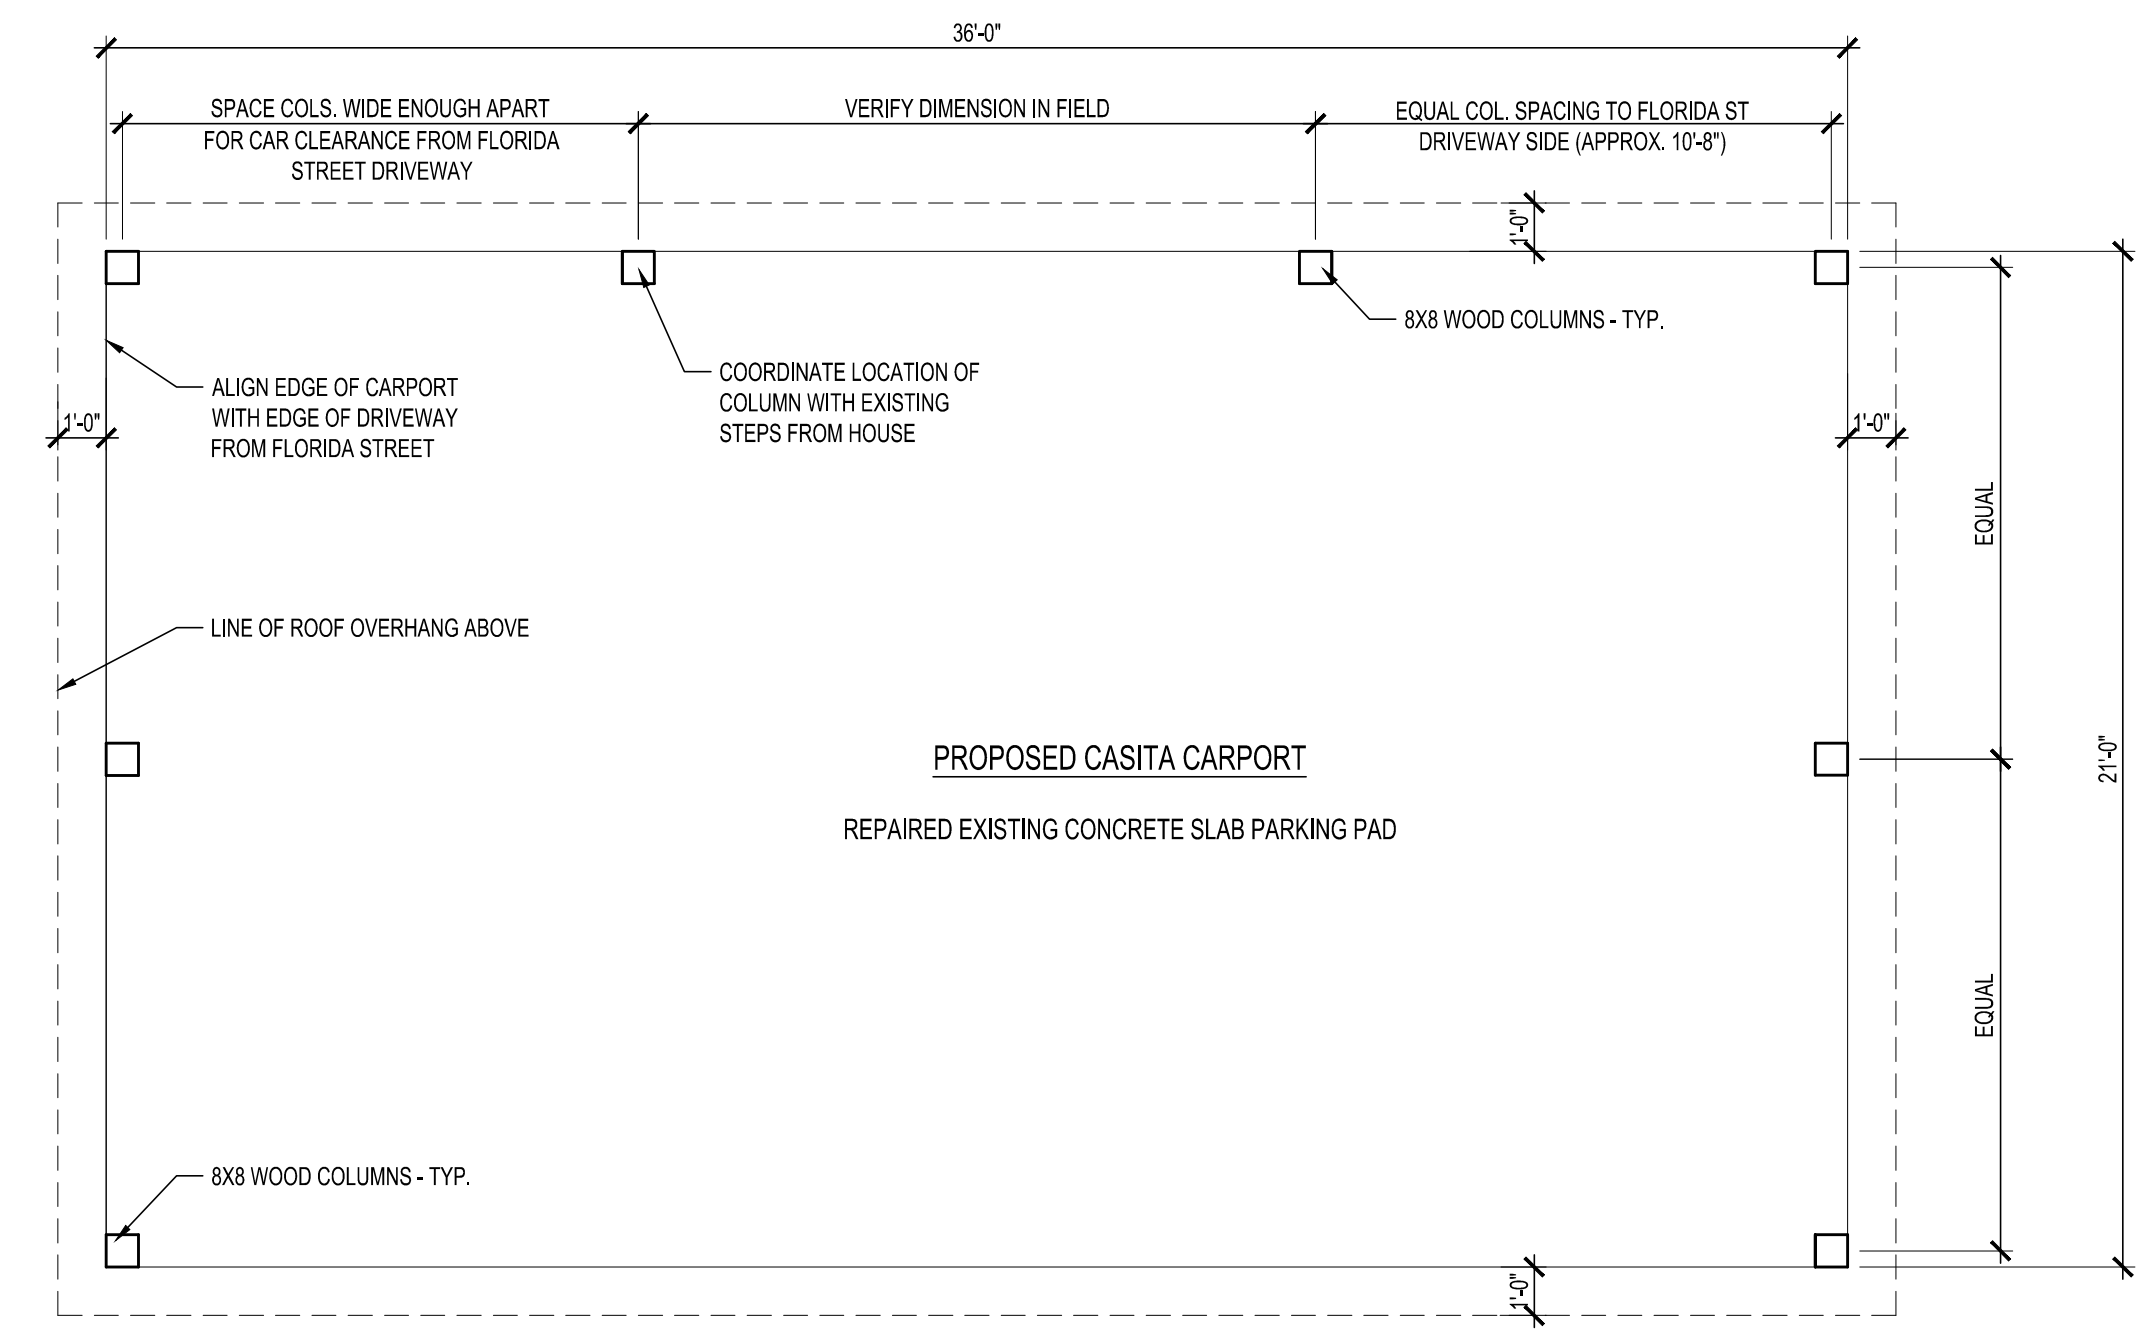 36'-0"
SPACE COLS. WIDE ENOUGH APART
FOR CAR CLEARANCE FROM FLORIDA
STREET DRIVEWAY
VERIFY DIMENSION IN FIELD
EQUAL COL. SPACING TO FLORIDA ST
DRIVEWAY SIDE (APPROX. 10'-8")
1'-0"
8X8 WOOD COLUMNS - TYP.
COORDINATE LOCATION OF
COLUMN WITH EXISTING
STEPS FROM HOUSE
ALIGN EDGE OF CARPORT
WITH EDGE OF DRIVEWAY
FROM FLORIDA STREET
1'-0"
1'-0"
EQUAL
LINE OF ROOF OVERHANG ABOVE
PROPOSED CASITA CARPORT
21'-0"
REPAIRED EXISTING CONCRETE SLAB PARKING PAD
EQUAL
8X8 WOOD COLUMNS - TYP.
1'-0"